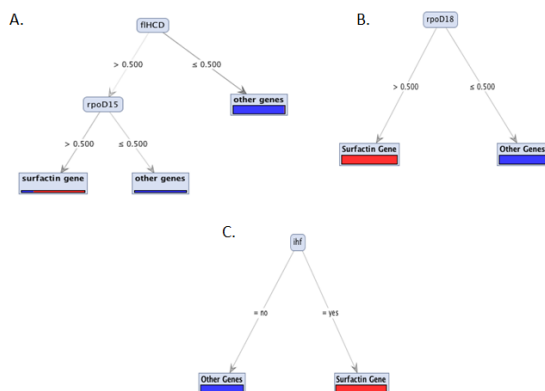 A.
flHCD
> 0.500
≤ 0.500
rpoD15
other genes
> 0.500
≤ 0.500
surfactin gene
other genes
B.
rpoD18
> 0.500
≤ 0.500
Surfactin Gene
Other Genes
C.
ihf
= no
= yes
Other Genes
Surfactin Gene